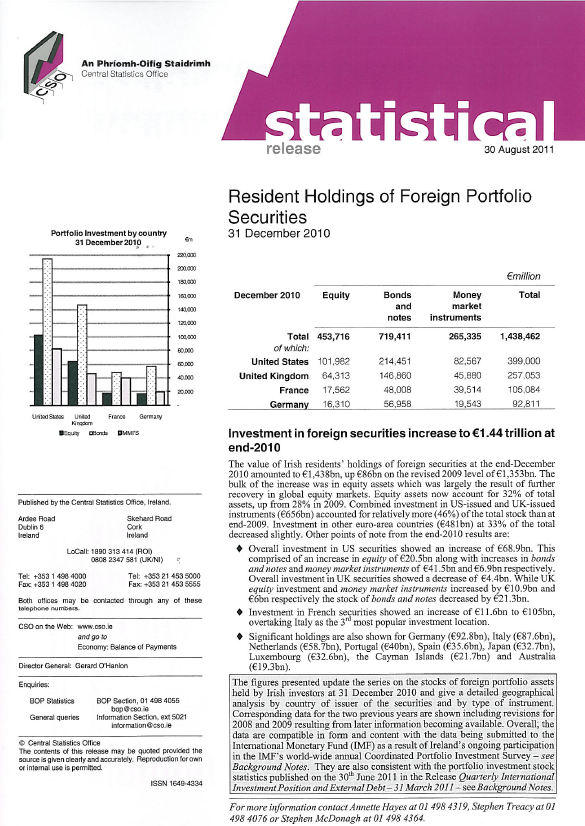 CSO
An Phríomh-Oifig Staidrimh
Central Statistics Office
statistical
release
30 August 2011
Resident Holdings of Foreign Portfolio
Securities
31 December 2010
Portfolio Investment by country
31 December 2010
€m
220,000
200,000
180,000
160,000
140,000
120,000
100,000
80,000
60,000
40,000
20,000
-
United States United Kingdom France Germany
Equity Bonds MMI'S
€million
December 2010 Equity Bonds and notes Money market instruments Total
Total 453,716 719,411 265,335 1,438,462
of which:
United States 101,982 214,451 82,567 399,000
United Kingdom 64,313 146,860 45,880 257,053
France 17,562 48,008 39,514 105,084
Germany 16,310 56,958 19,543 92,811
Investment in foreign securities increase to €1.44 trillion at
end-2010
The value of Irish residents' holdings of foreign securities at the end-December
2010 amounted to €1,438bn, up €86bn on the revised 2009 level of €1,353bn. The
bulk of the increase was in equity assets which was largely the result of further
recovery in global equity markets. Equity assets now account for 32% of total
assets, up from 28% in 2009. Combined investment in US-issued and UK-issued
instruments (€656bn) accounted for relatively more (46%) of the total stock than at
end-2009. Investment in other euro-area countries (€481bn) at 33% of the total
decreased slightly. Other points of note from the end-2010 results are:
♦ Overall investment in US securities showed an increase of €68.9bn. This
comprised of an increase in equity of €20.5bn along with increases in bonds
and notes and money market instruments of €41.5bn and €6.9bn respectively.
Overall investment in UK securities showed a decrease of €4.4bn. While UK
equity investment and money market instruments increased by €10.9bn and
€6bn respectively the stock of bonds and notes decreased by €21.3bn.
♦ Investment in French securities showed an increase of €11.6bn to €105bn,
overtaking Italy as the 3rd most popular investment location.
♦ Significant holdings are also shown for Germany (€92.8bn), Italy (€87.6bn),
Netherlands (€58.7bn), Portugal (€40bn), Spain (€35.6bn), Japan (€32.7bn),
Luxembourg (€32.6bn), the Cayman Islands (€21.7bn) and Australia
(€19.3bn).
The figures presented update the series on the stocks of foreign portfolio assets
held by Irish investors at 31 December 2010 and give a detailed geographical
analysis by country of issuer of the securities and by type of instrument.
Corresponding data for the two previous years are shown including revisions for
2008 and 2009 resulting from later information becoming available. Overall; the
data are compatible in form and content with the data being submitted to the
International Monetary Fund (IMF) as a result of Ireland's ongoing participation
in the IMF's world-wide annual Coordinated Portfolio Investment Survey – see
Background Notes. They are also consistent with the portfolio investment stock
statistics published on the 30th June 2011 in the Release Quarterly International
Investment Position and External Debt – 31 March 2011 – see Background Notes.
For more information contact Annette Hayes at 01 498 4319, Stephen Treacy at 01
498 4076 or Stephen McDonagh at 01 498 4364.
Published by the Central Statistics Office, Ireland.
Ardee Road Skehard Road
Dublin 6 Cork
Ireland Ireland
LoCall: 1890 313 414 (ROI)
0808 2347 581 (UK/NI)
Tel: +353 1 498 4000 Tel: +353 21 453 5000
Fax: +353 1 498 4020 Fax: +353 21 453 5555
Both offices may be contacted through any of these
telephone numbers.
CSO on the Web: www.cso.ie
and go to
Economy: Balance of Payments
Director General: Gerard O'Hanlon
Enquiries:
BOP Statistics BOP Section, 01 498 4055
bop@cso.ie
General queries Information Section, ext 5021
information@cso.ie
© Central Statistics Office
The contents of this release may be quoted provided the
source is given clearly and accurately. Reproduction for own
or internal use is permitted.
ISSN 1649-4334